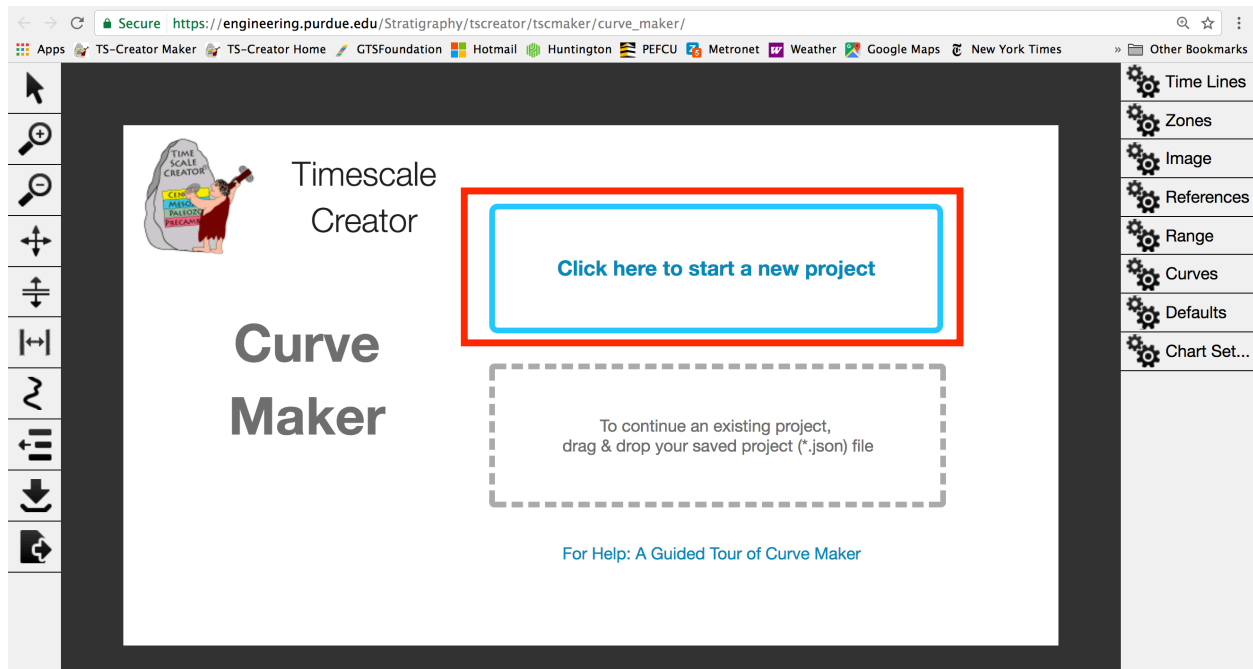 Secure https://engineering.purdue.edu/Stratigraphy/tscreator/tscmaker/curve_maker/
Apps TS-Creator Maker TS-Creator Home GTSFoundation Hotmail Huntington PEFCU Metronet Weather Google Maps New York Times » Other Bookmarks
TIME
SCALE
CREATOR
Timescale
Creator
Click here to start a new project
Curve
Maker
To continue an existing project,
drag & drop your saved project (*.json) file
For Help: A Guided Tour of Curve Maker
Time Lines
Zones
Image
References
Range
Curves
Defaults
Chart Set...